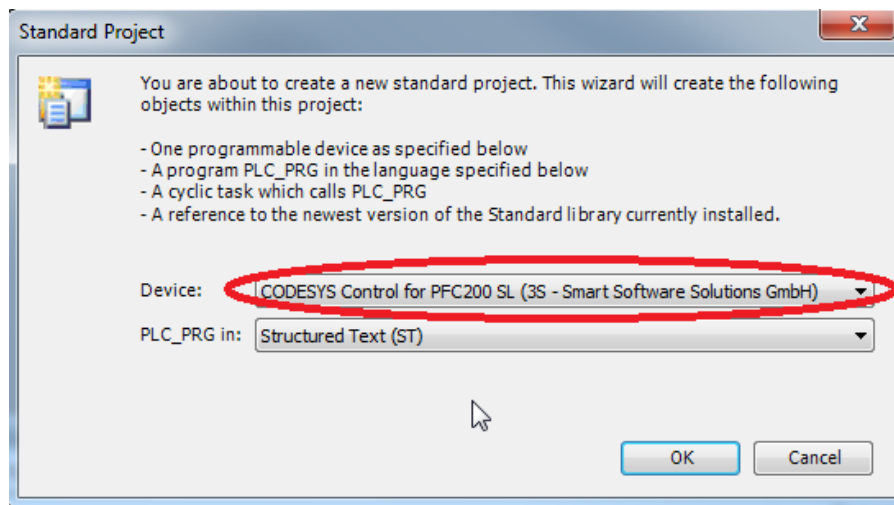 Standard Project
You are about to create a new standard project. This wizard will create the following
objects within this project:
- One programmable device as specified below
- A program PLC_PRG in the language specified below
- A cyclic task which calls PLC_PRG
- A reference to the newest version of the Standard library currently installed.
Device: CODESYS Control for PFC200 SL (3S - Smart Software Solutions GmbH)
PLC_PRG in: Structured Text (ST)
OK Cancel